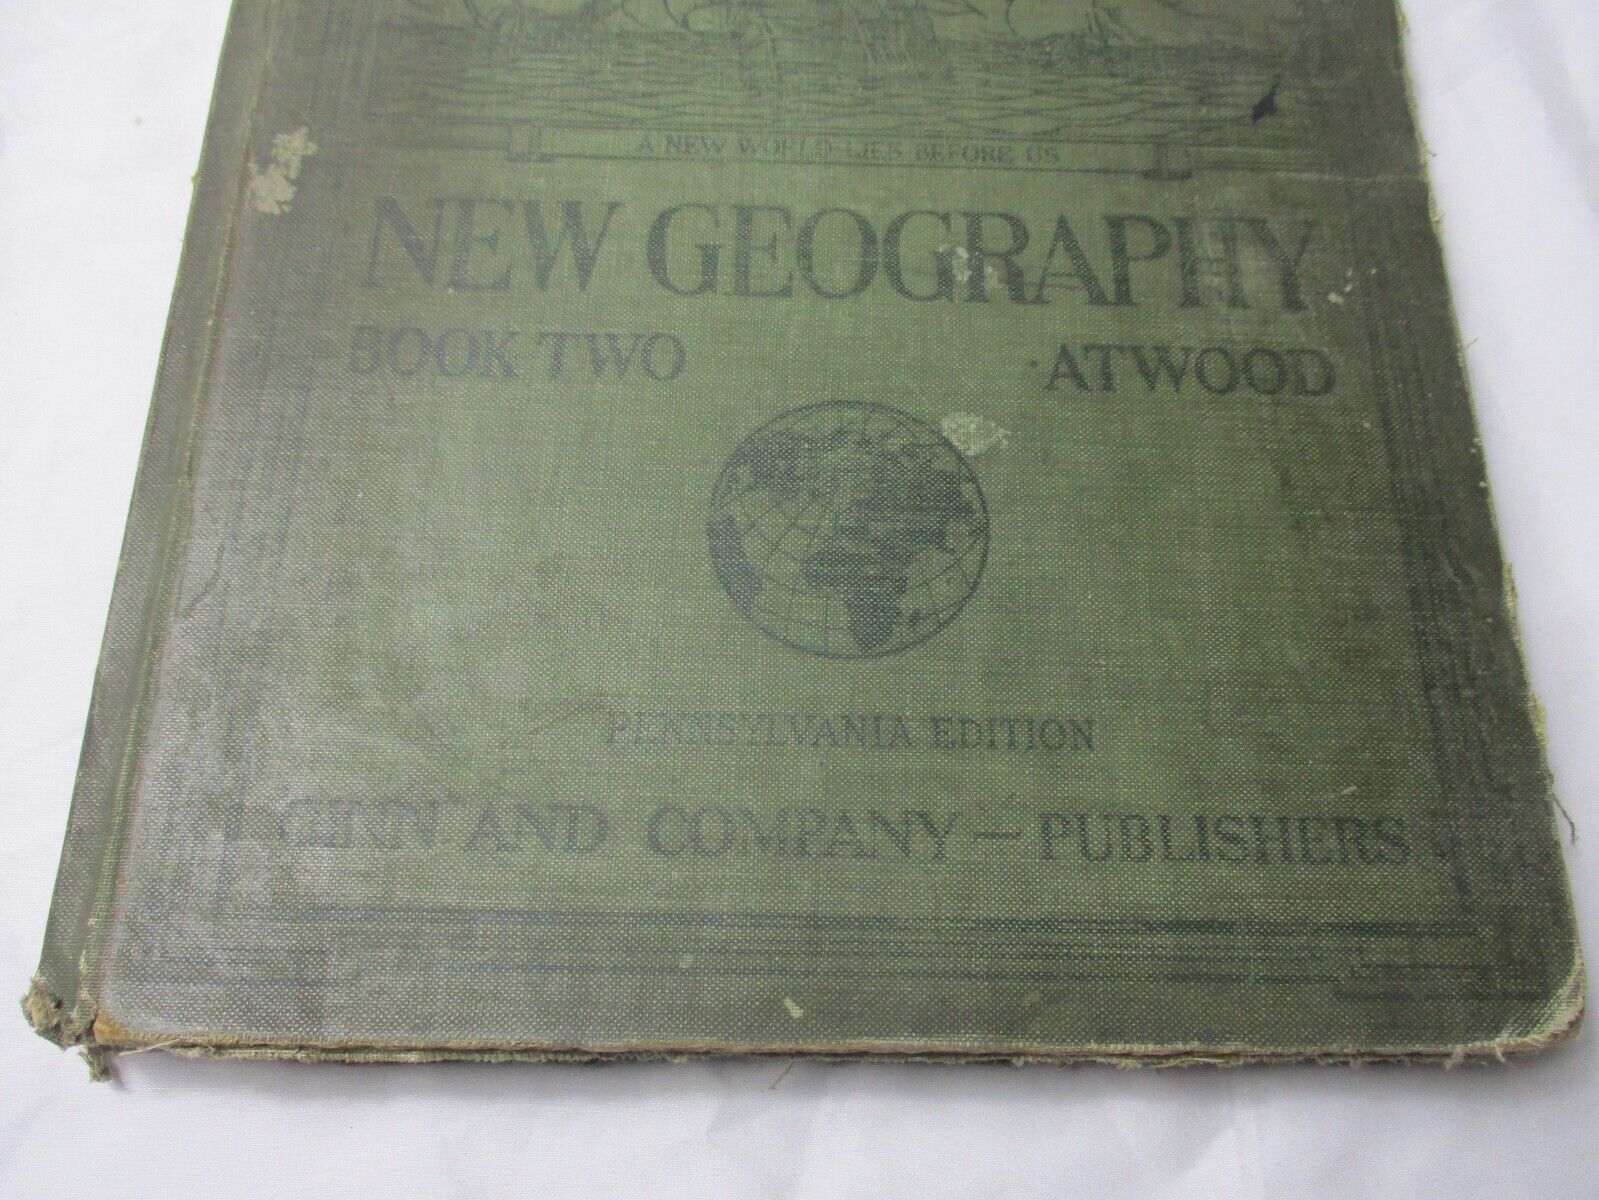 A NEW WORLD LIES BEFORE US
NEW GEOGRAPHY
BOOK TWO ATWOOD
PENNSYLVANIA EDITION
GINN AND COMPANY — PUBLISHERS